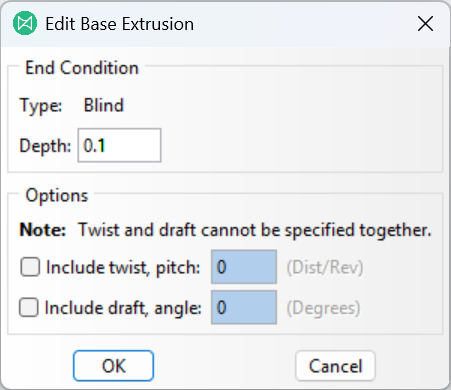 Edit Base Extrusion
End Condition
Type: Blind
Depth: 0.1
Options
Note: Twist and draft cannot be specified together.
Include twist, pitch: 0 (Dist/Rev)
Include draft, angle: 0 (Degrees)
OK Cancel